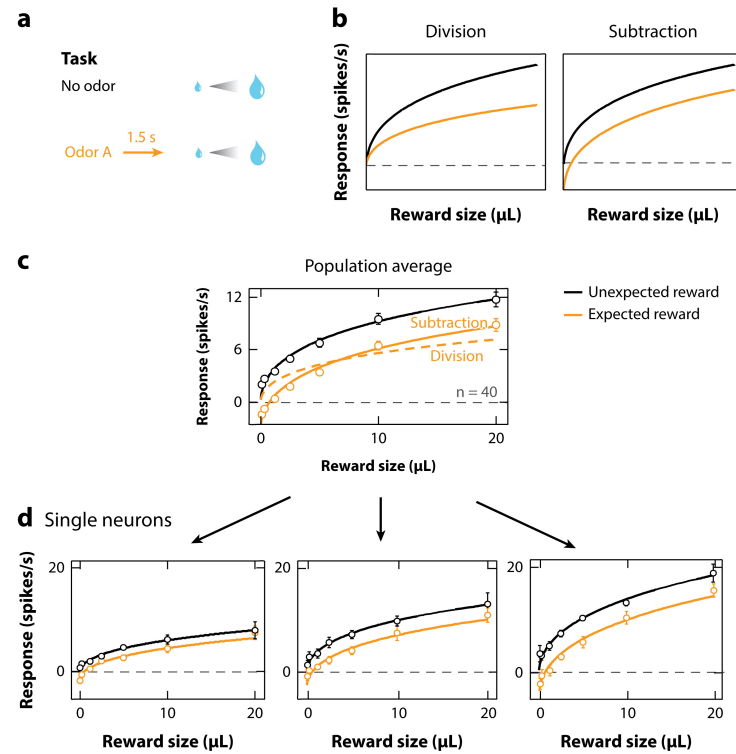 a
Task
No odor
Odor A
1.5 s
b
Division
Subtraction
Response (spikes/s)
Reward size (µL)
Reward size (µL)
c
Population average
Response (spikes/s)
12
6
0
Subtraction
Division
n = 40
0
10
20
Reward size (µL)
Unexpected reward
Expected reward
d Single neurons
Response (spikes/s)
20
0
0
10
20
Reward size (µL)
20
0
0
10
20
Reward size (µL)
20
0
0
10
20
Reward size (µL)